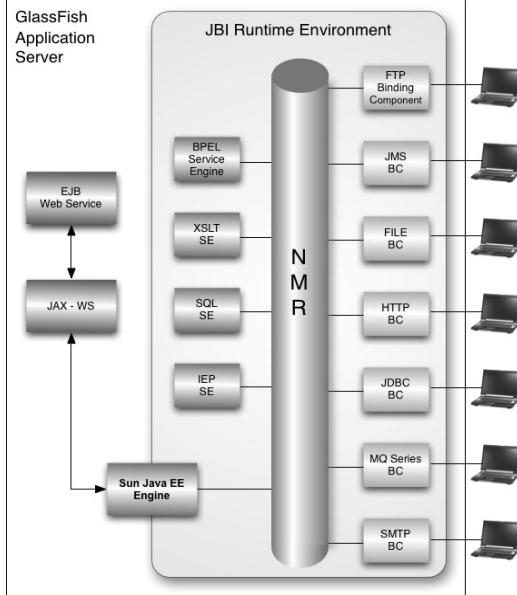 GlassFish
Application
Server
JBI Runtime Environment
EJB
Web Service
JAX - WS
Sun Java EE
Engine
BPEL
Service
Engine
XSLT
SE
SQL
SE
IEP
SE
N
M
R
FTP
Binding
Component
JMS
BC
FILE
BC
HTTP
BC
JDBC
BC
MQ Series
BC
SMTP
BC